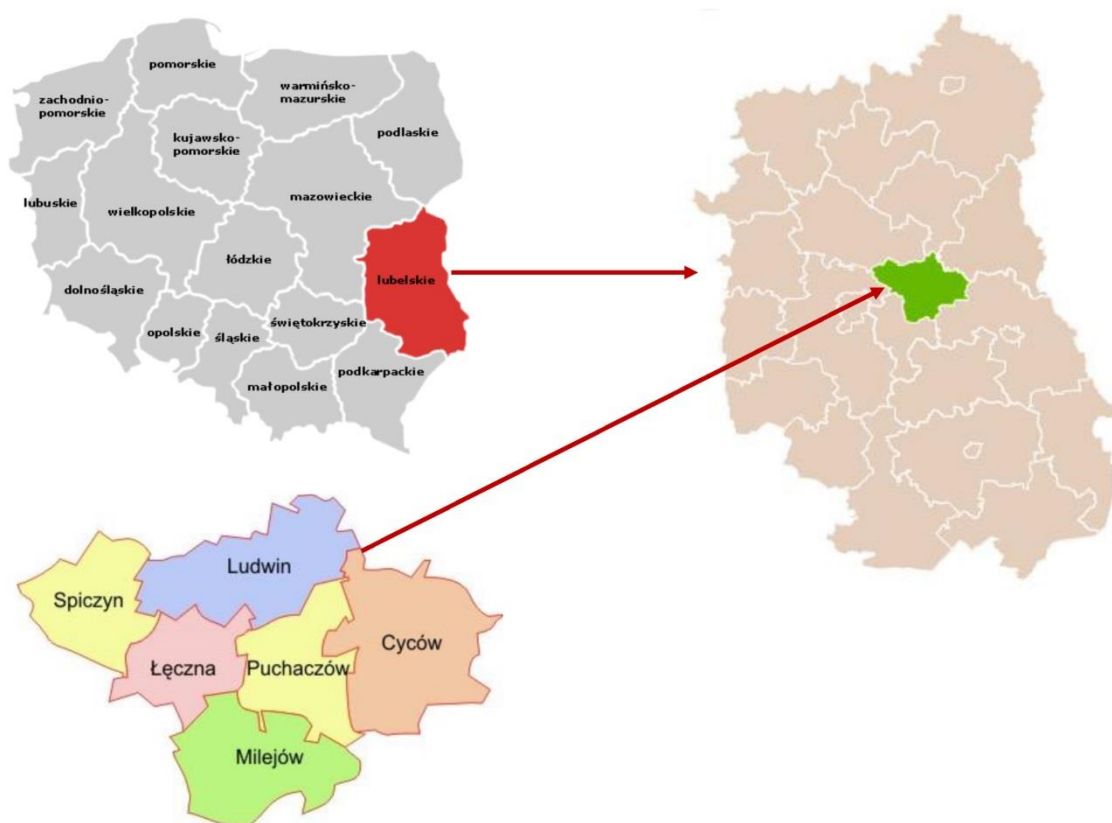 pomorskie
warmińsko-
mazurskie
zachodnio-
pomorskie
podlaskie
kujawsko-
pomorskie
mazowieckie
lubuskie
wielkopolskie
łódzkie
lubelskie
dolnośląskie
opolskie
śląskie
świętokrzyskie
małopolskie
podkarpackie
Ludwin
Spiczyn
Cyców
Łęczna
Puchaczów
Milejów